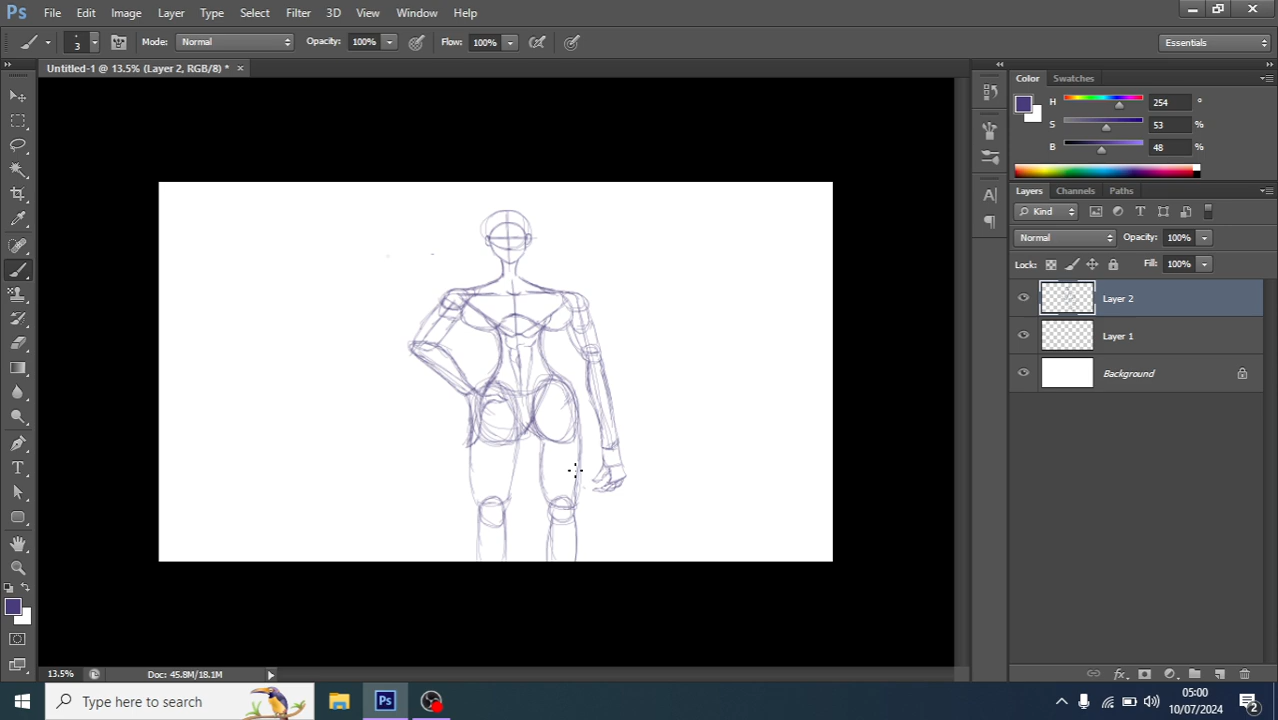 Ps File Edit Image Layer Type Select Filter 3D View Window Help
3 Mode: Normal Opacity: 100% Flow: 100% Essentials
Untitled-1 @ 13.5% (Layer 2, RGB/8) * ×
Color Swatches
H 254 °
S 53 %
B 48 %
Layers Channels Paths
Kind
Normal Opacity: 100%
Lock: Fill: 100%
Layer 2
Layer 1
Background
13.5% Doc: 45.8M/18.1M
Type here to search Ps
05:00
10/07/2024
2